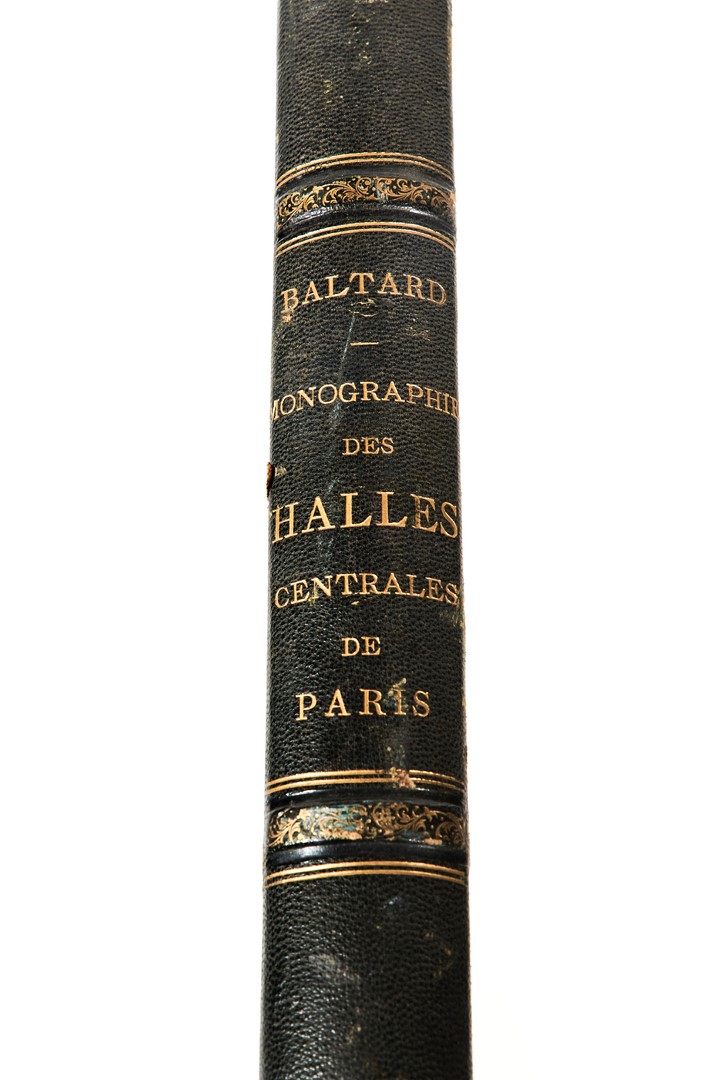 BALTARD
—
MONOGRAPHIE
DES
HALLES
CENTRALES
DE
PARIS